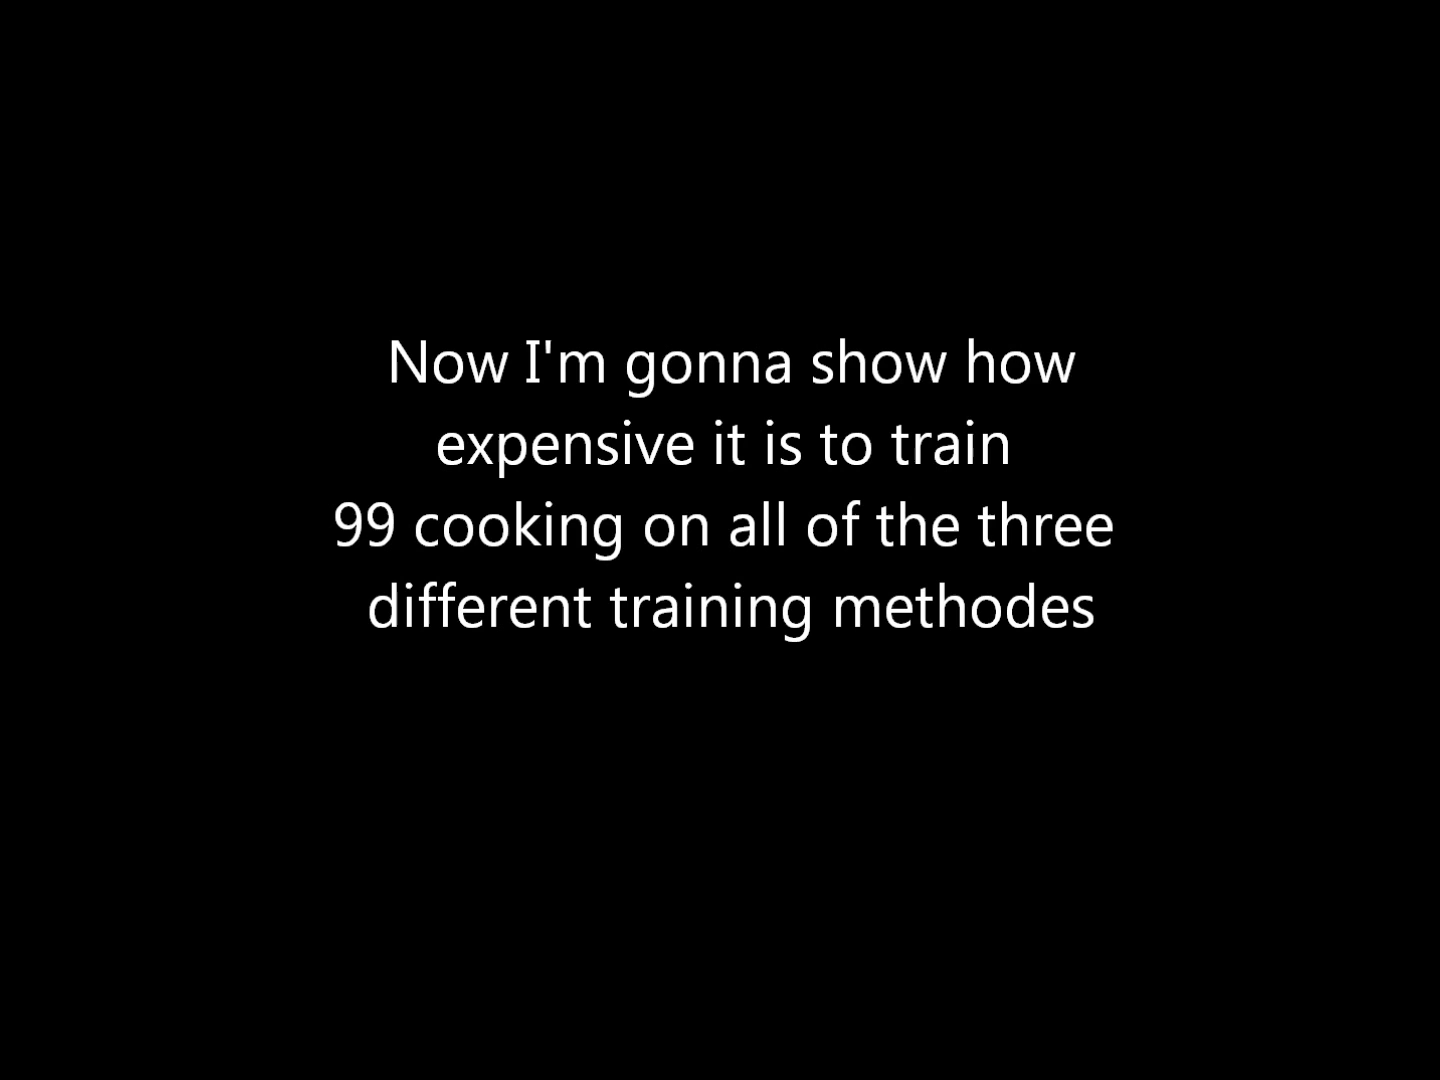 Now I'm gonna show how
expensive it is to train
99 cooking on all of the three
different training methodes